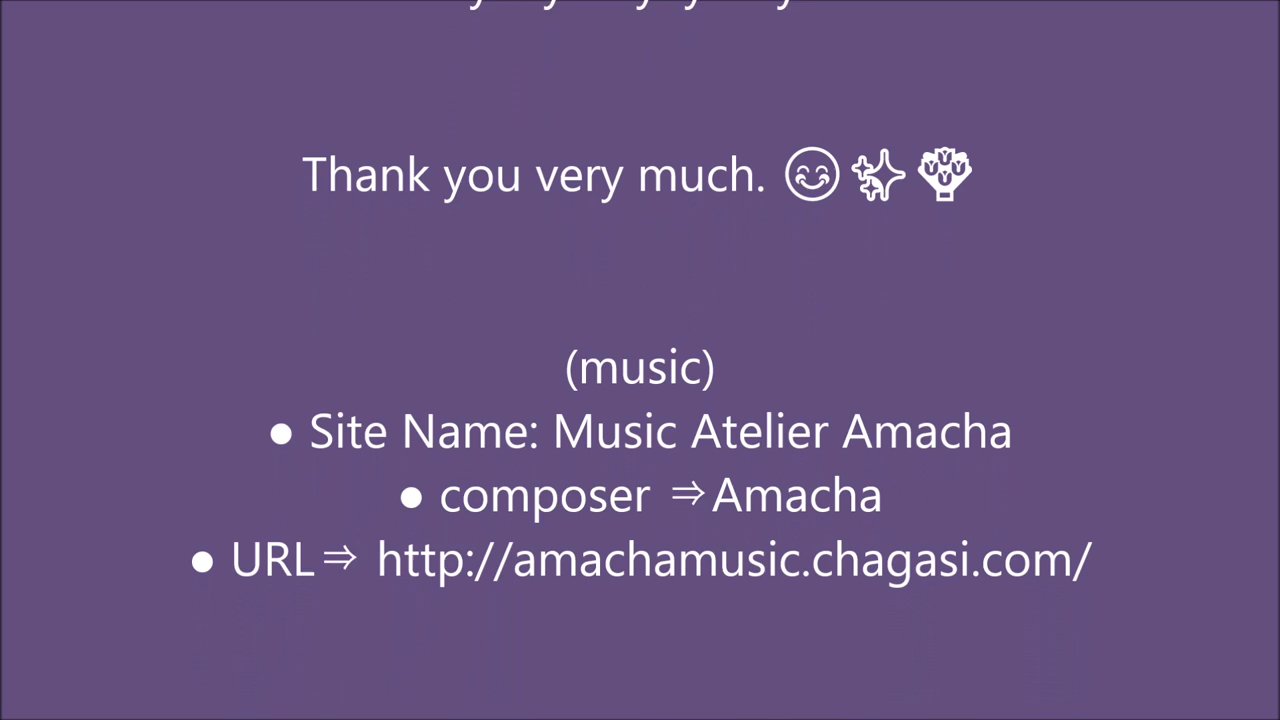 Thank you very much. 😊✨💐
(music)
● Site Name: Music Atelier Amacha
● composer ⇒Amacha
● URL⇒ http://amachamusic.chagasi.com/